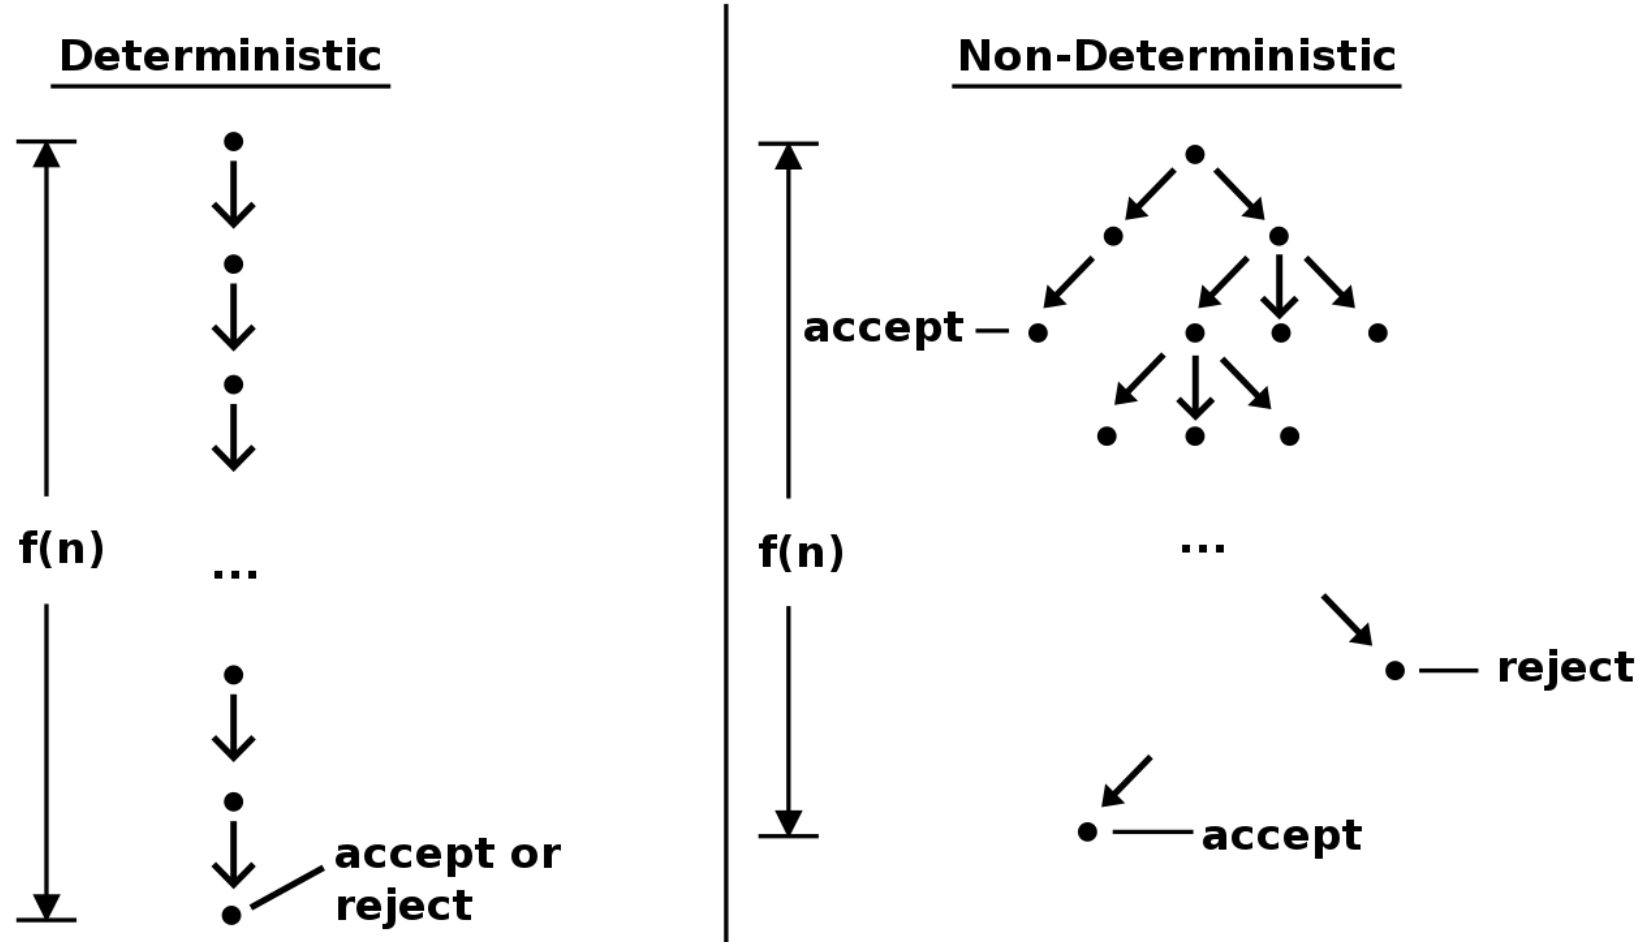 Deterministic
f(n)
...
accept or
reject
Non-Deterministic
accept
f(n)
...
reject
accept